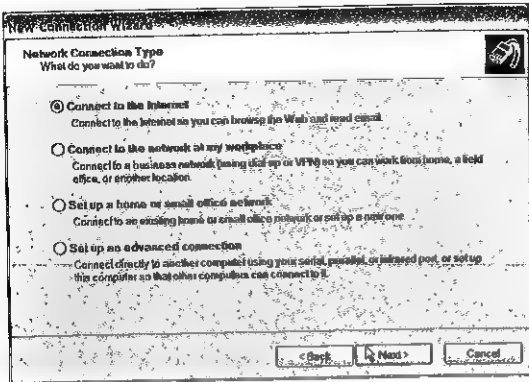 New Connection Wizard
Network Connection Type
What do you want to do?
Connect to the Internet
Connect to the Internet so you can browse the Web and read email.
Connect to the network at my workplace
Connect to a business network (using dial-up or VPN) so you can work from home, a field
office, or another location.
Set up a home or small office network
Connect to an existing home or small office network or set up a new one.
Set up an advanced connection
Connect directly to another computer using your serial, parallel, or infrared port, or set up
this computer so that other computers can connect to it.
< Back
Next >
Cancel